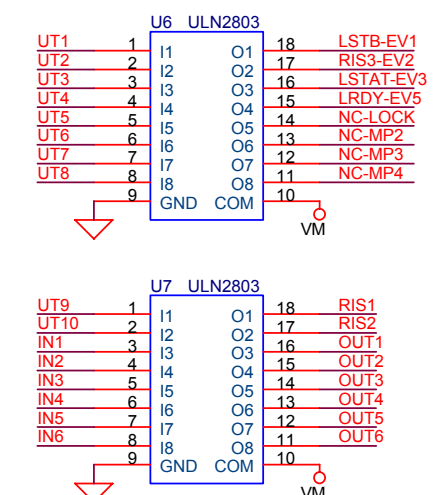 U6 ULN2803
UT1 1 I1 O1 18 LSTB-EV1
UT2 2 I2 O2 17 RIS3-EV2
UT3 3 I3 O3 16 LSTAT-EV3
UT4 4 I4 O4 15 LRDY-EV5
UT5 5 I5 O5 14 NC-LOCK
UT6 6 I6 O6 13 NC-MP2
UT7 7 I7 O7 12 NC-MP3
UT8 8 I8 O8 11 NC-MP4
9 GND COM 10
VM
U7 ULN2803
UT9 1 I1 O1 18 RIS1
UT10 2 I2 O2 17 RIS2
IN1 3 I3 O3 16 OUT1
IN2 4 I4 O4 15 OUT2
IN3 5 I5 O5 14 OUT3
IN4 6 I6 O6 13 OUT4
IN5 7 I7 O7 12 OUT5
IN6 8 I8 O8 11 OUT6
9 GND COM 10
VM